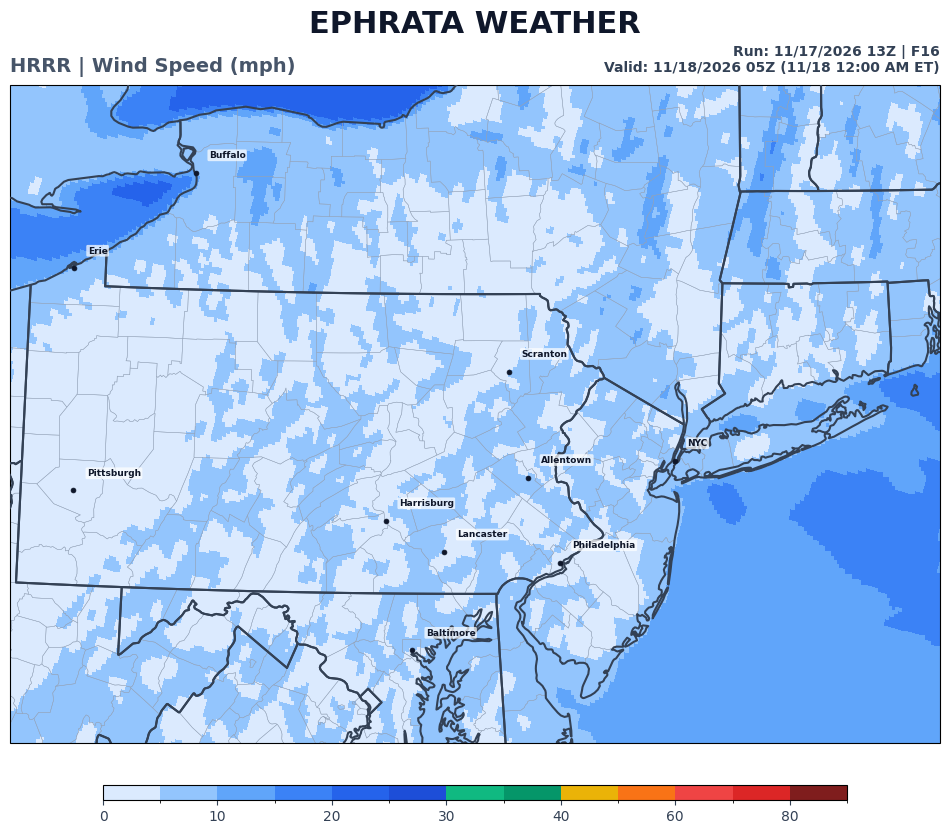 EPHRATA WEATHER
HRRR | Wind Speed (mph)
Run: 11/17/2026 13Z | F16
Valid: 11/18/2026 05Z (11/18 12:00 AM ET)
Buffalo
Erie
Scranton
NYC
Allentown
Pittsburgh
Harrisburg
Lancaster
Philadelphia
Baltimore
0 10 20 30 40 50 60 70 80